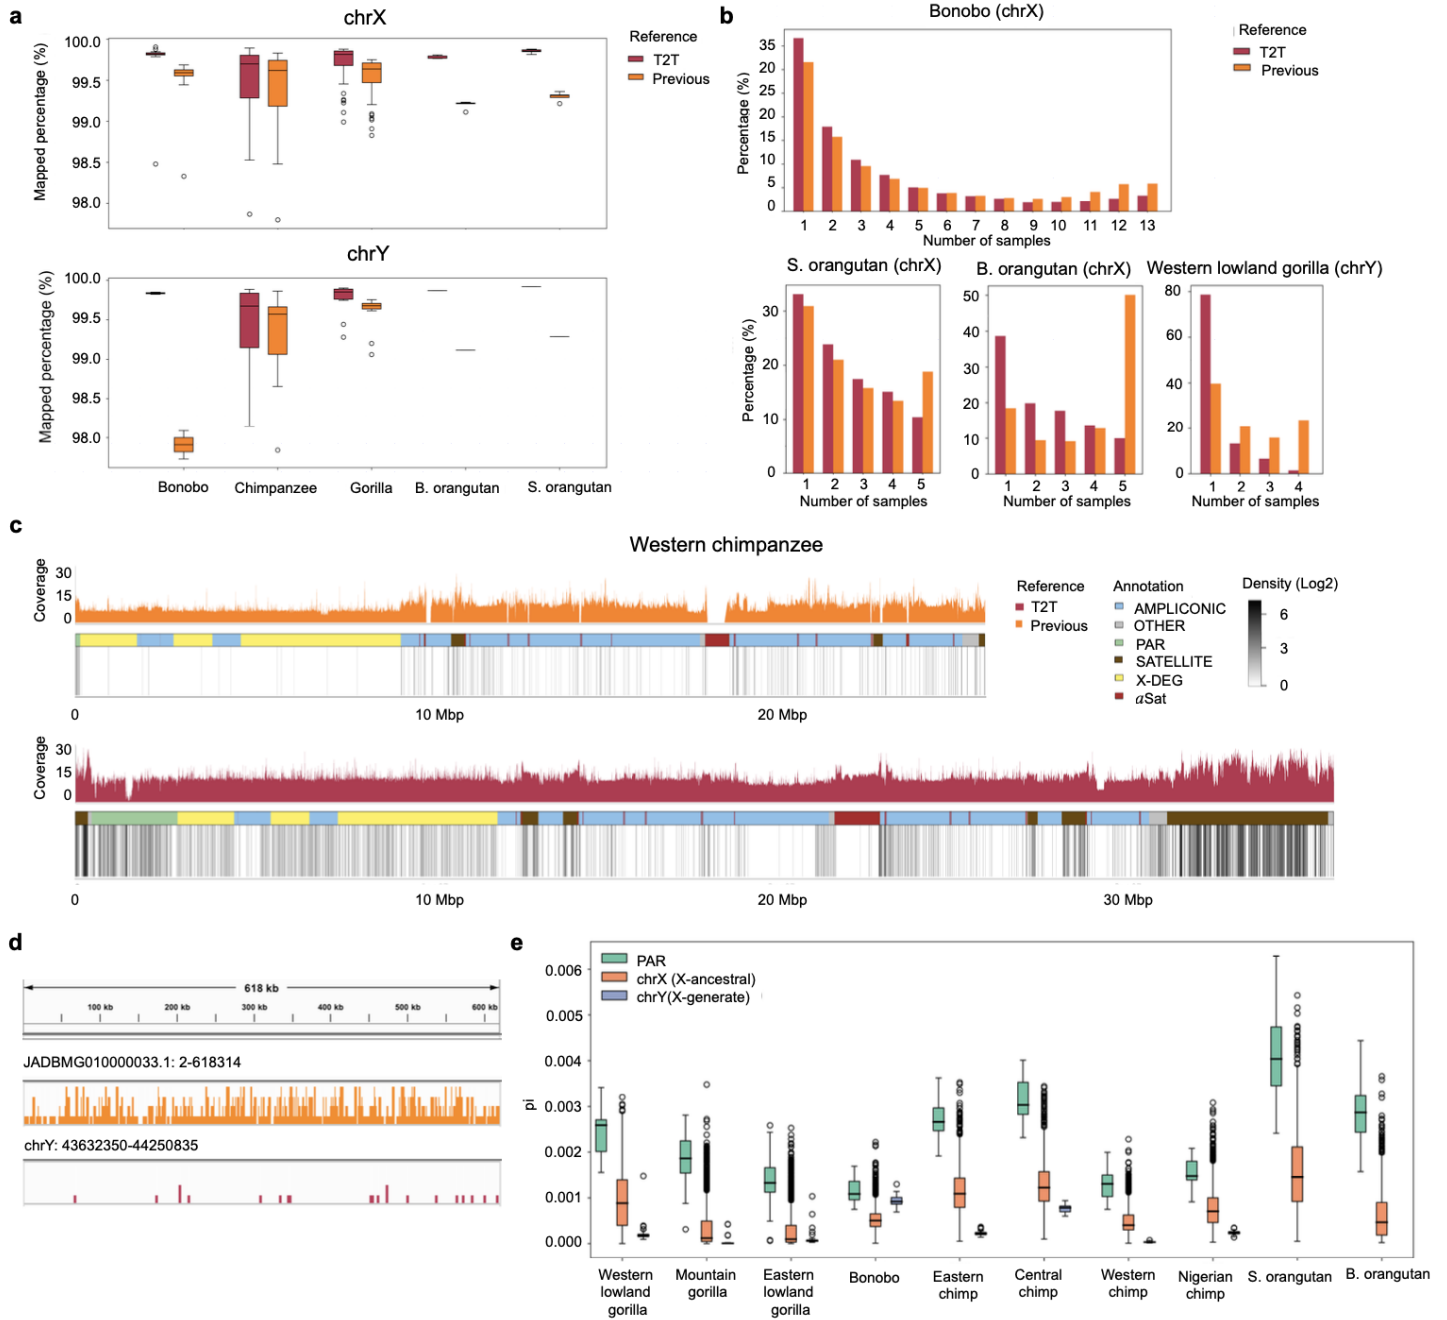 a
chrX
Mapped percentage (%)
100.0
99.5
99.0
98.5
98.0
Reference
T2T
Previous
chrY
Mapped percentage (%)
100.0
99.5
99.0
98.5
98.0
Bonobo
Chimpanzee
Gorilla
B. orangutan
S. orangutan
b
Bonobo (chrX)
Percentage (%)
35
30
25
20
15
10
5
0
1 2 3 4 5 6 7 8 9 10 11 12 13
Number of samples
Reference
T2T
Previous
S. orangutan (chrX)
Percentage (%)
30
20
10
0
1 2 3 4 5
Number of samples
B. orangutan (chrX)
50
40
30
20
10
0
1 2 3 4 5
Number of samples
Western lowland gorilla (chrY)
80
60
40
20
0
1 2 3 4
Number of samples
c
Western chimpanzee
Coverage
30
15
0
0 10 Mbp 20 Mbp
Reference
T2T
Previous
Annotation
AMPLICONIC
OTHER
PAR
SATELLITE
X-DEG
αSat
Density (Log2)
6
3
0
Coverage
30
15
0
0 10 Mbp 20 Mbp 30 Mbp
d
618 kb
100 kb 200 kb 300 kb 400 kb 500 kb 600 kb
JADBMG010000033.1: 2-618314
chrY: 43632350-44250835
e
PAR
chrX (X-ancestral)
chrY(X-generate)
pi
0.006
0.005
0.004
0.003
0.002
0.001
0.000
Western lowland gorilla
Mountain gorilla
Eastern lowland gorilla
Bonobo
Eastern chimp
Central chimp
Western chimp
Nigerian chimp
S. orangutan
B. orangutan